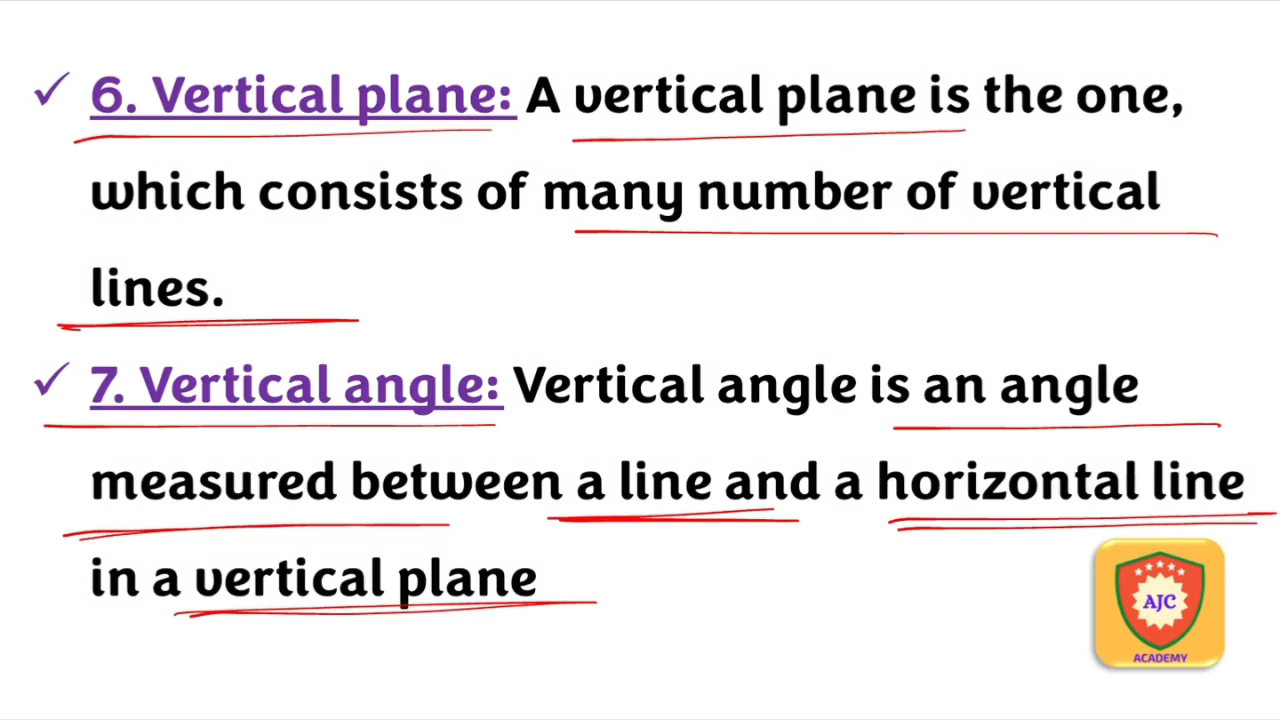 ✓ 6. Vertical plane: A vertical plane is the one,
which consists of many number of vertical
lines.
✓ 7. Vertical angle: Vertical angle is an angle
measured between a line and a horizontal line
in a vertical plane
AJC
ACADEMY